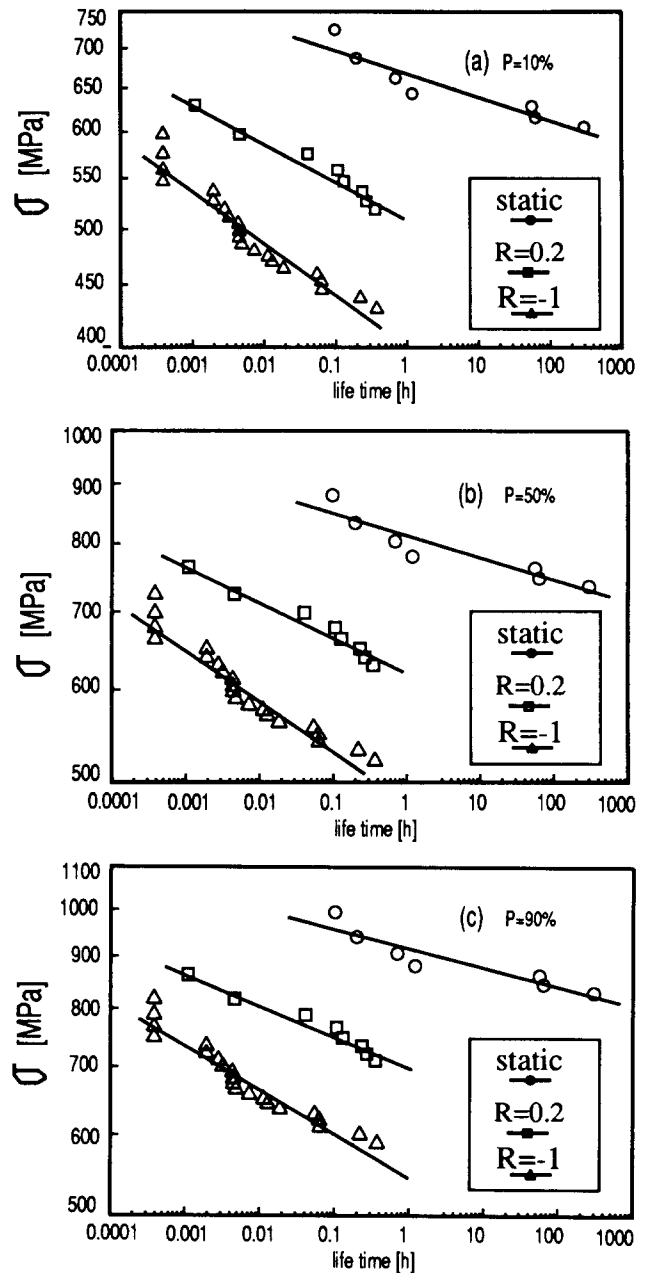 750
700
650
600
550
500
450
400
σ [MPa]
(a) P=10%
static
R=0.2
R=-1
0.0001 0.001 0.01 0.1 1 10 100 1000
life time [h]
1000
900
800
700
600
500
σ [MPa]
(b) P=50%
static
R=0.2
R=-1
0.0001 0.001 0.01 0.1 1 10 100 1000
life time [h]
1100
1000
900
800
700
600
500
σ [MPa]
(c) P=90%
static
R=0.2
R=-1
0.0001 0.001 0.01 0.1 1 10 100 1000
life time [h]